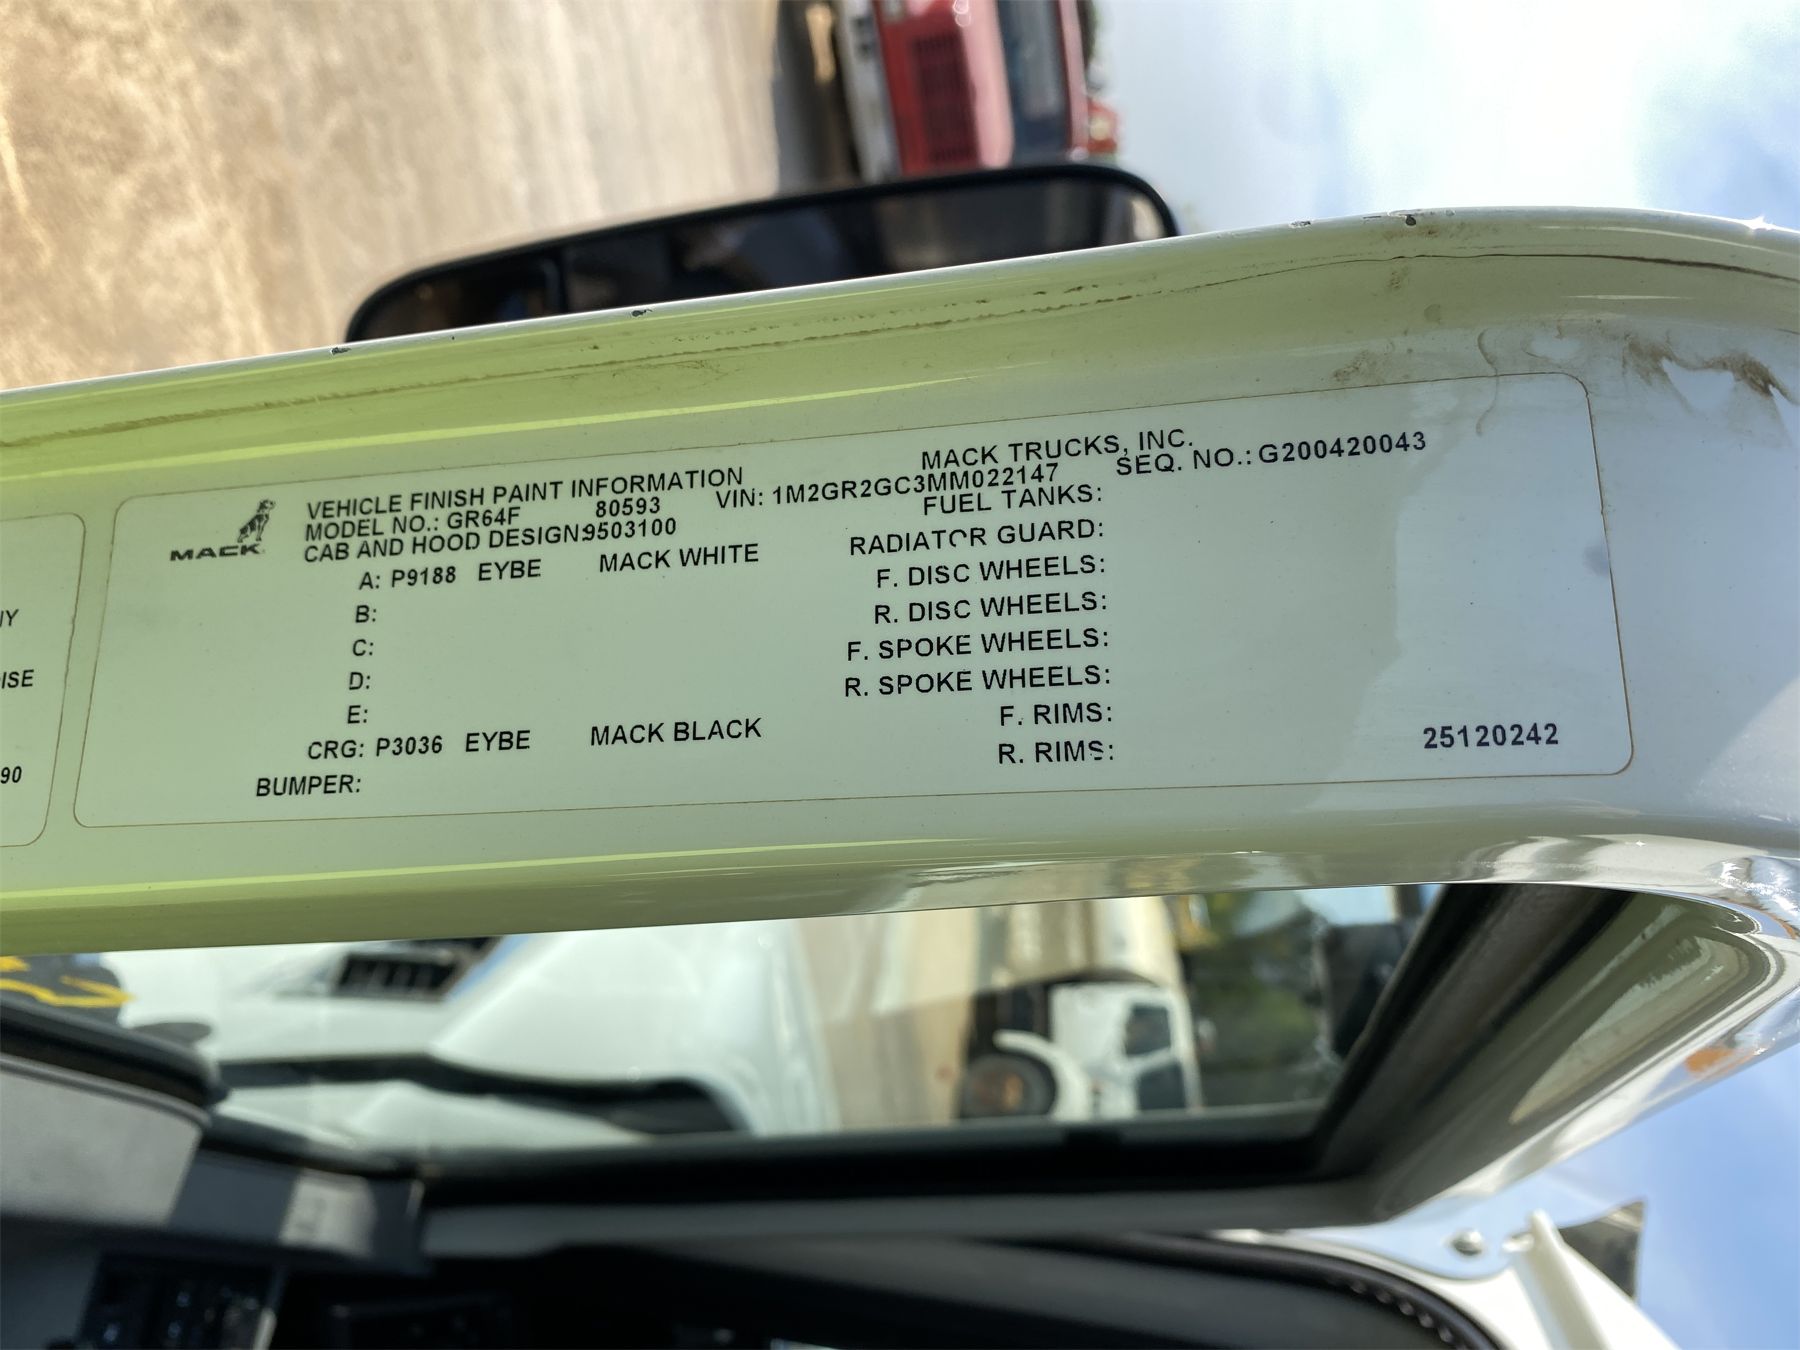 MACK TRUCKS, INC.
VEHICLE FINISH PAINT INFORMATION
MODEL NO.: GR64F 80593 VIN: 1M2GR2GC3MM022147 SEQ. NO.: G200420043
CAB AND HOOD DESIGN:9503100 FUEL TANKS:
MACK
A: P9188 EYBE MACK WHITE RADIATOR GUARD:
B: F. DISC WHEELS:
C: R. DISC WHEELS:
D: F. SPOKE WHEELS:
E: R. SPOKE WHEELS:
CRG: P3036 EYBE MACK BLACK F. RIMS:
BUMPER: R. RIMS:
25120242
ISE
90